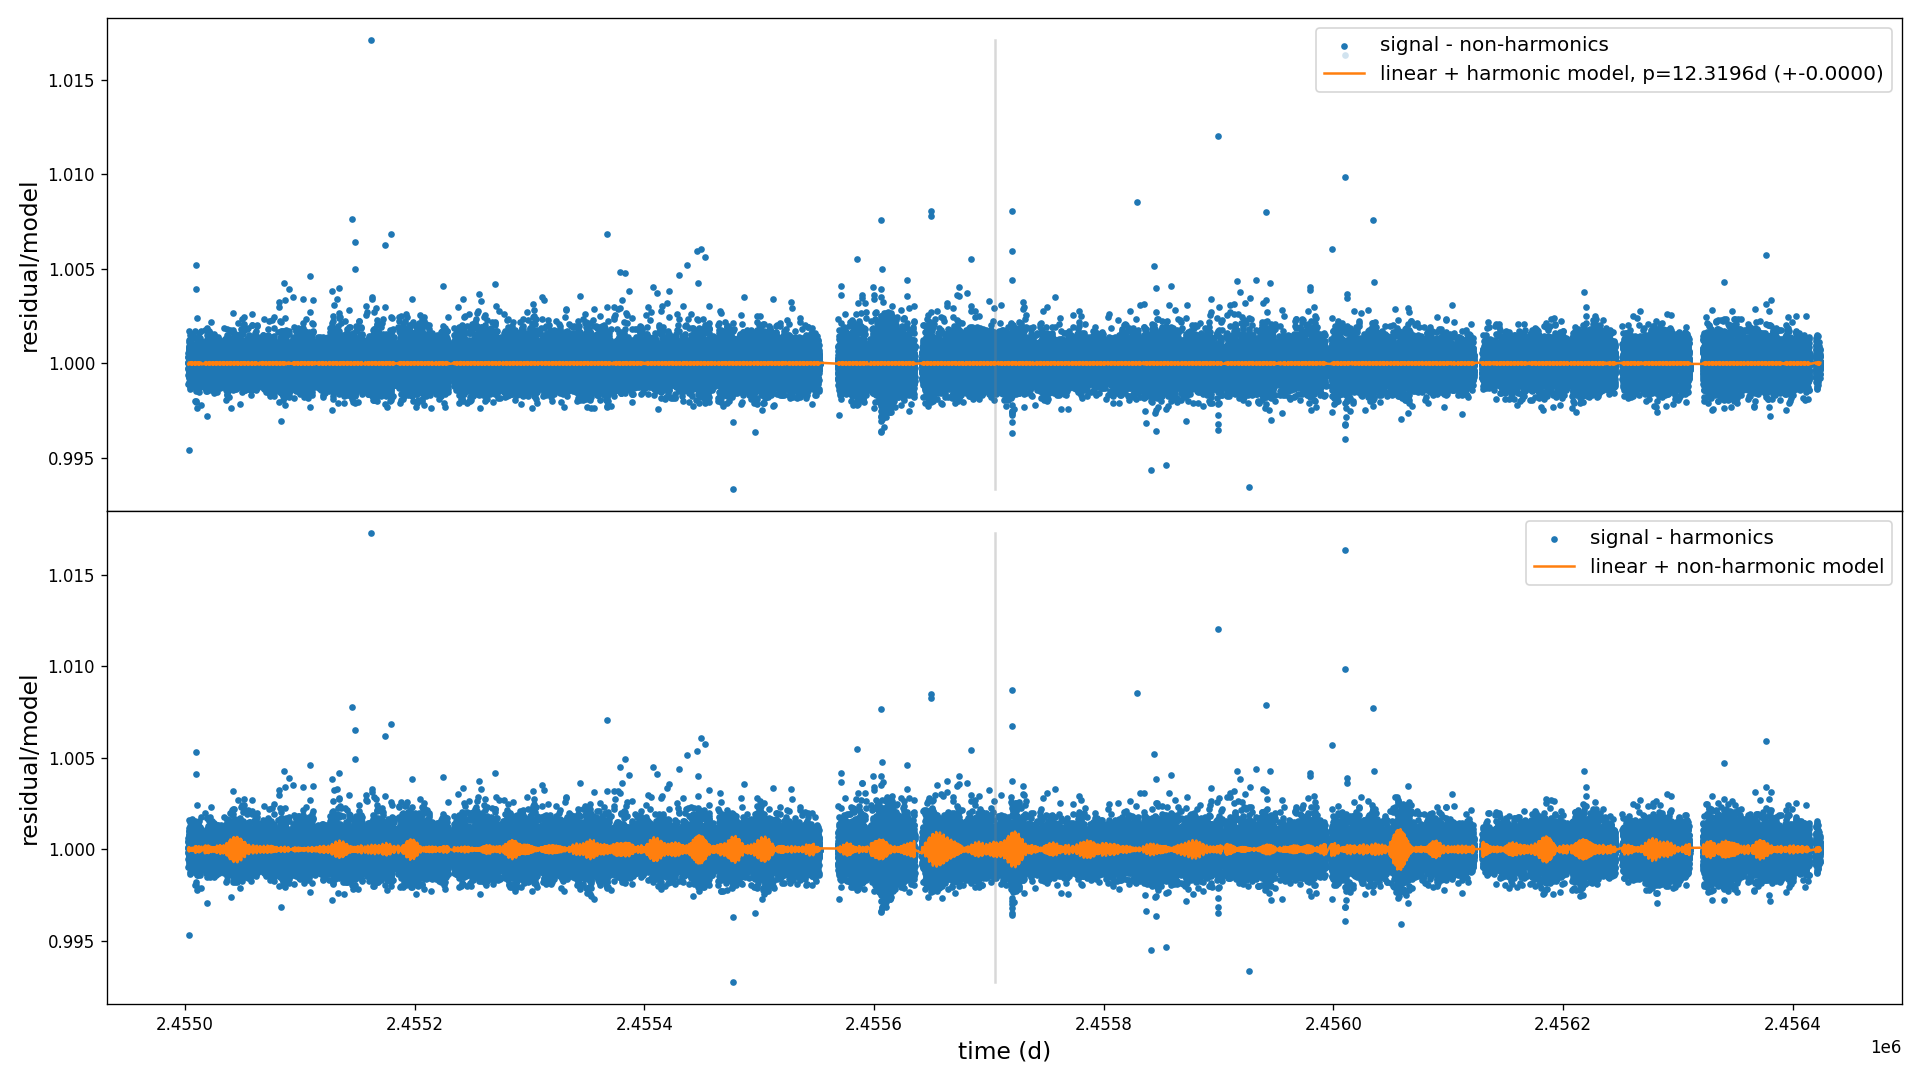 signal - non-harmonics
linear + harmonic model, p=12.3196d (+-0.0000)
residual/model
1.015
1.010
1.005
1.000
0.995
signal - harmonics
linear + non-harmonic model
residual/model
1.015
1.010
1.005
1.000
0.995
2.4550
2.4552
2.4554
2.4556
2.4558
2.4560
2.4562
2.4564
time (d)
1e6